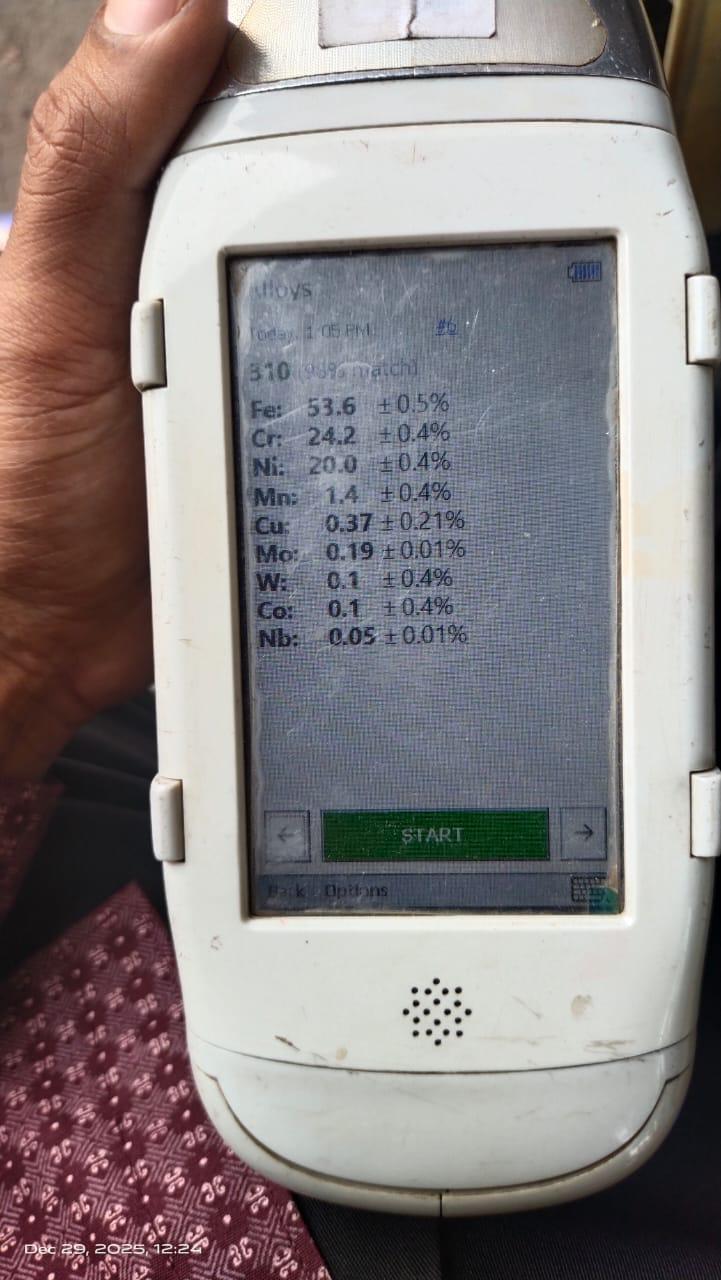 Alloys
Today, 1:05 PM #6
310 (98% match)
Fe: 53.6 ±0.5%
Cr: 24.2 ±0.4%
Ni: 20.0 ±0.4%
Mn: 1.4 ±0.4%
Cu: 0.37 ±0.21%
Mo: 0.19 ±0.01%
W: 0.1 ±0.4%
Co: 0.1 ±0.4%
Nb: 0.05 ±0.01%
← START →
Back Options
Dec 29, 2025, 12:24